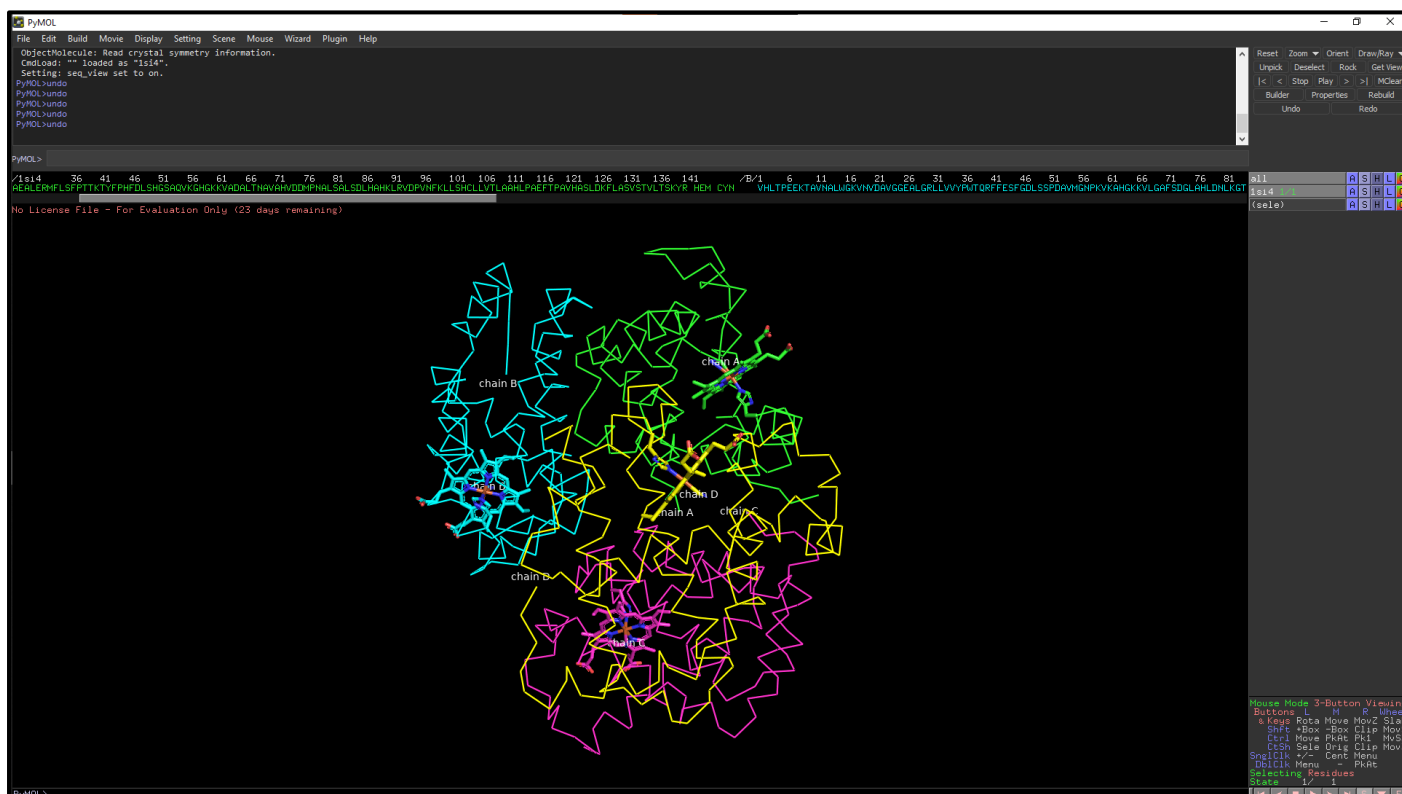 PyMOL
File Edit Build Movie Display Setting Scene Mouse Wizard Plugin Help
ObjectMolecule: Read crystal symmetry information.
CmdLoad: "" loaded as "1si4".
Setting: seq_view set to on.
PyMOL>undo
PyMOL>undo
PyMOL>undo
PyMOL>undo
PyMOL>undo
Reset Zoom Orient Draw/Ray
Unpick Deselect Rock Get View
|< < Stop Play > >| MClear
Builder Properties Rebuild
Undo Redo
PyMOL>
/1si4 36 41 46 51 56 61 66 71 76 81 86 91 96 101 106 111 116 121 126 131 136 141 /B/1 6 11 16 21 26 31 36 41 46 51 56 61 66 71 76 81
AEALERMFLSFPTTKTYFPHFDLSHGSAQVKGHGKKVADALTNAVAHVDDMPNALSALSDLHAHKLRVDPVNFKLLSHCLLVTLAAHLPAEFTPAVHASLDKFLASVSTVLTSKYR HEM CYN VHLTPEEKTAVNALWGKVNVDAVGGEALGRLLVVYPWTQRFFESFGDLSSPDAVMGNPKVKAHGKKVLGAFSDGLAHLDNLKGT
No License File - For Evaluation Only (23 days remaining)
all A S H L
1si4 1/1 A S H L
(sele) A S H L
chain A
chain B
chain D
chain A
chain C
chain D
chain C
Mouse Mode 3-Button Viewing
Buttons L M R Whee
& Keys Rota Move MovZ Sla
Shft +Box -Box Clip Mov
Ctrl Move PkAt Pk1 MvS
CtSh Sele Orig Clip Mov
SnglClk +/- Cent Menu
DblClk Menu - PkAt
Selecting Residues
State 1/ 1
PyMOL>